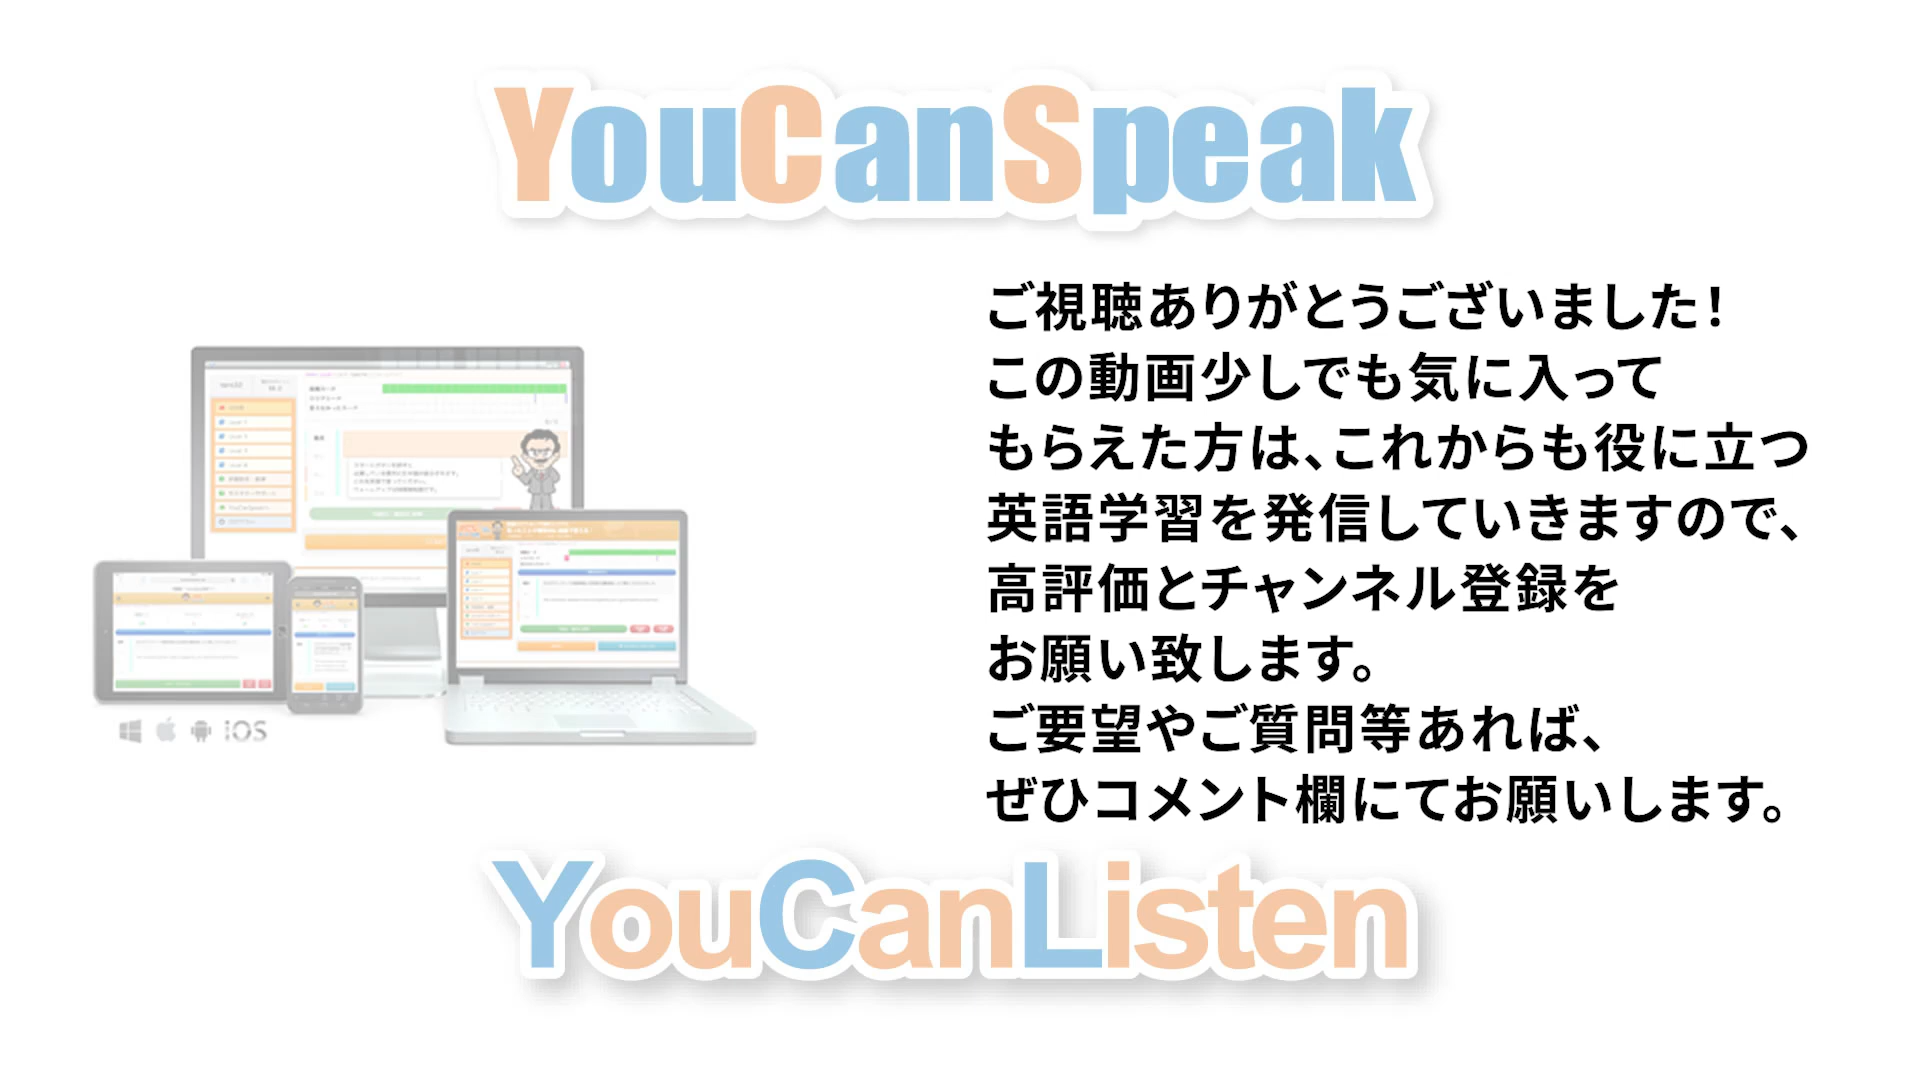 YouCanSpeak
ご視聴ありがとうございました!
この動画少しでも気に入って
もらえた方は、これからも役に立つ
英語学習を発信していきますので、
高評価とチャンネル登録を
お願い致します。
ご要望やご質問等あれば、
ぜひコメント欄にてお願いします。
iOS
YouCanListen